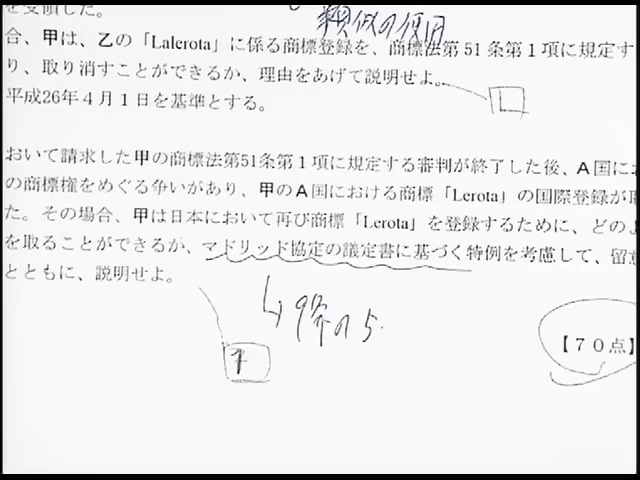 を受領した。
類似の使用
合、甲は、乙の「Lalerota」に係る商標登録を、商標法第 51 条第 1 項に規定す
り、取り消すことができるか、理由をあげて説明せよ。
平成26年４月１日を基準とする。
おいて請求した甲の商標法第51条第１項に規定する審判が終了した後、A国にお
の商標権をめぐる争いがあり、甲のA国における商標「Lerota」の国際登録が取
た。その場合、甲は日本において再び商標「Lerota」を登録するために、どのよ
を取ることができるか、マドリッド協定の議定書に基づく特例を考慮して、留意
とともに、説明せよ。
【７０点】